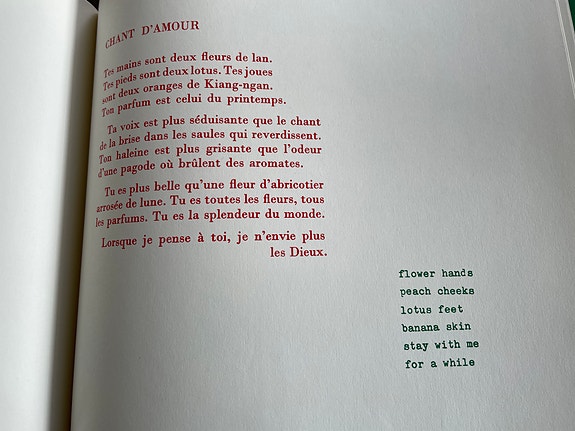 CHANT D'AMOUR
Tes mains sont deux fleurs de lan.
Tes pieds sont deux lotus. Tes joues
sont deux oranges de Kiang-ngan.
Ton parfum est celui du printemps.
Ta voix est plus séduisante que le chant
de la brise dans les saules qui reverdissent.
Ton haleine est plus grisante que l'odeur
d'une pagode où brûlent des aromates.
Tu es plus belle qu'une fleur d'abricotier
arrosée de lune. Tu es toutes les fleurs, tous
les parfums. Tu es la splendeur du monde.
Lorsque je pense à toi, je n'envie plus
les Dieux.
flower hands
peach cheeks
lotus feet
banana skin
stay with me
for a while